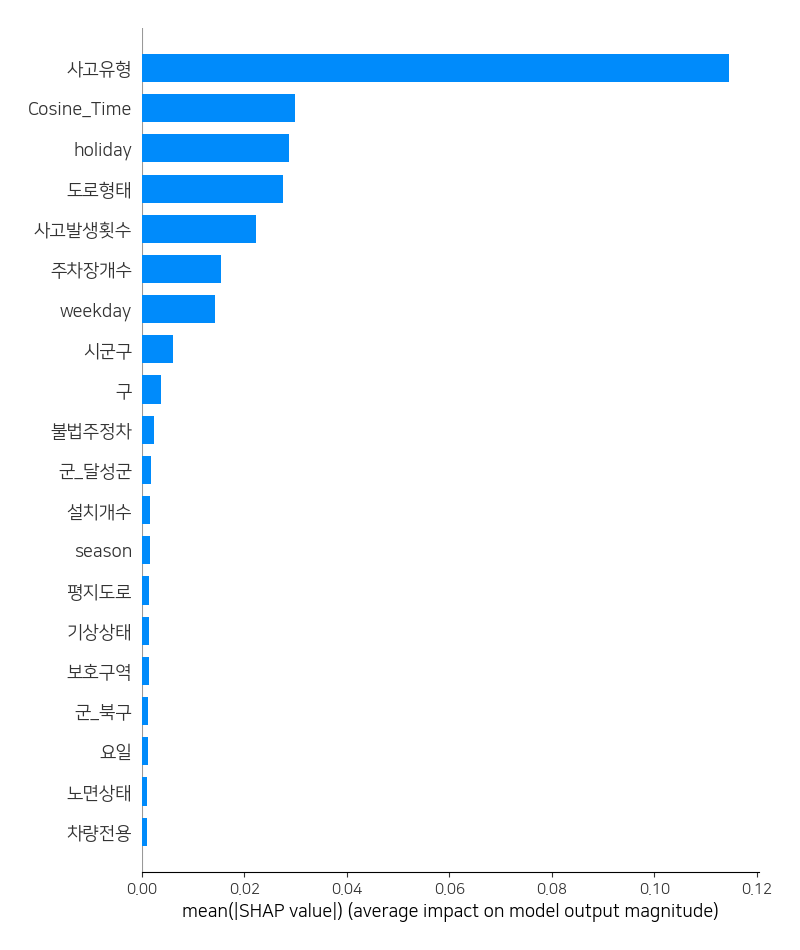 사고유형
Cosine_Time
holiday
도로형태
사고발생횟수
주차장개수
weekday
시군구
구
불법주정차
군_달성군
설치개수
season
평지도로
기상상태
보호구역
군_북구
요일
노면상태
차량전용
0.00 0.02 0.04 0.06 0.08 0.10 0.12
mean(|SHAP value|) (average impact on model output magnitude)